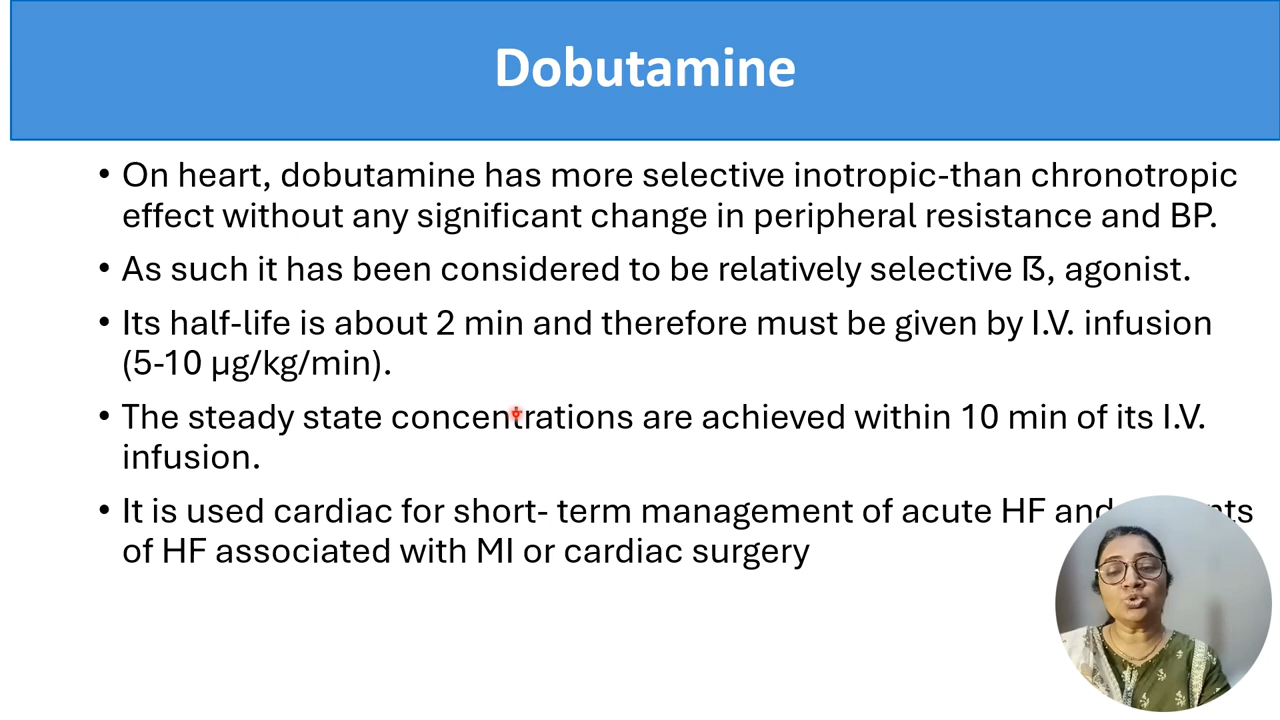 Dobutamine
• On heart, dobutamine has more selective inotropic-than chronotropic
effect without any significant change in peripheral resistance and BP.
• As such it has been considered to be relatively selective ẞ, agonist.
• Its half-life is about 2 min and therefore must be given by I.V. infusion
(5-10 µg/kg/min).
• The steady state concentrations are achieved within 10 min of its I.V.
infusion.
• It is used cardiac for short- term management of acute HF and
of HF associated with MI or cardiac surgery